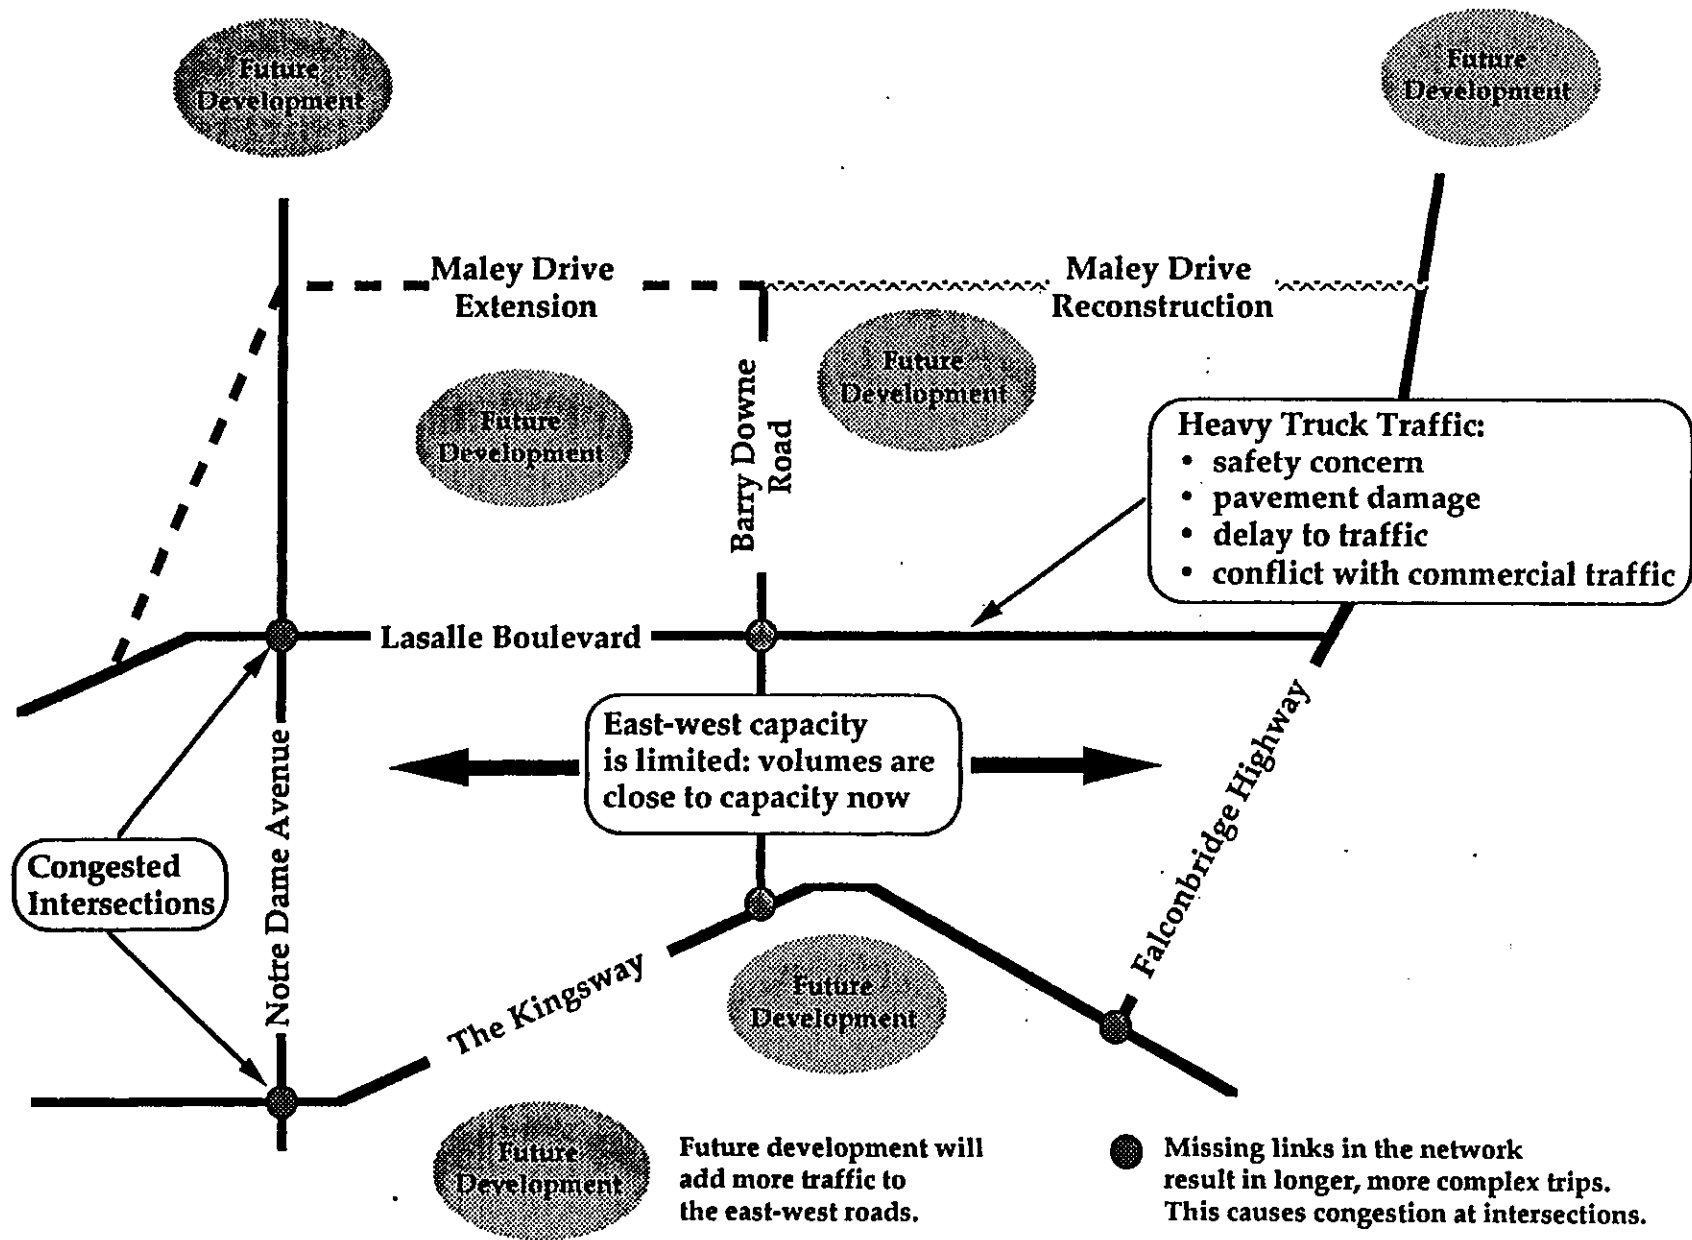 Future
Development
Future
Development
Maley Drive
Extension
Maley Drive
Reconstruction
Future
Development
Future
Development
Barry Downe
Road
Heavy Truck Traffic:
• safety concern
• pavement damage
• delay to traffic
• conflict with commercial traffic
Lasalle Boulevard
East-west capacity
is limited: volumes are
close to capacity now
Notre Dame Avenue
Falconbridge Highway
Congested
Intersections
The Kingsway
Future
Development
Future
Development
Future development will
add more traffic to
the east-west roads.
Missing links in the network
result in longer, more complex trips.
This causes congestion at intersections.